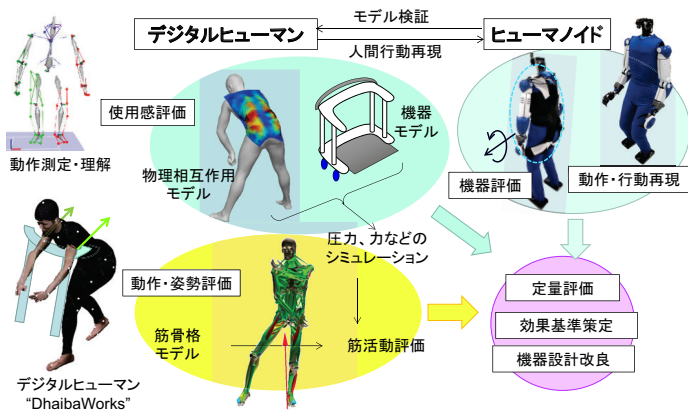 モデル検証
デジタルヒューマン
ヒューマノイド
人間行動再現
使用感評価
機器
モデル
動作測定・理解
物理相互作用
モデル
機器評価
動作・行動再現
圧力、力などの
シミュレーション
動作・姿勢評価
定量評価
筋骨格
モデル
筋活動評価
効果基準策定
機器設計改良
デジタルヒューマン
“DhaibaWorks”